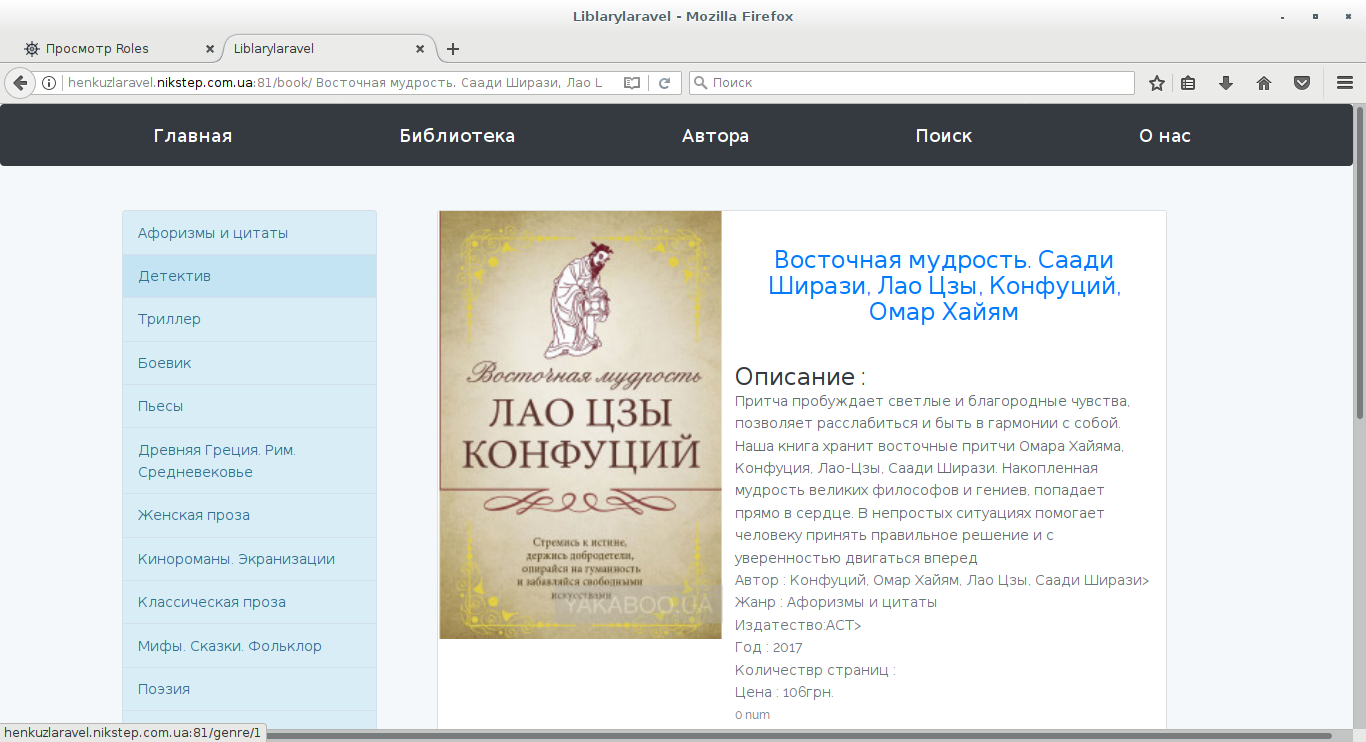 Liblarylaravel - Mozilla Firefox
Просмотр Roles
Liblarylaravel
henkuzlaravel.nikstep.com.ua:81/book/ Восточная мудрость. Саади Ширази, Лао L
Поиск
Главная
Библиотека
Автора
Поиск
О нас
Афоризмы и цитаты
Детектив
Триллер
Боевик
Пьесы
Древняя Греция. Рим.
Средневековье
Женская проза
Кинороманы. Экранизации
Классическая проза
Мифы. Сказки. Фольклор
Поэзия
Восточная мудрость
ЛАО ЦЗЫ
КОНФУЦИЙ
Стремись к истине,
держись добродетели,
опирайся на гуманность
и забавляйся свободными
искусствами
YAKABOO.UA
Восточная мудрость. Саади
Ширази, Лао Цзы, Конфуций,
Омар Хайям
Описание :
Притча пробуждает светлые и благородные чувства,
позволяет расслабиться и быть в гармонии с собой.
Наша книга хранит восточные притчи Омара Хайяма,
Конфуция, Лао-Цзы, Саади Ширази. Накопленная
мудрость великих философов и гениев, попадает
прямо в сердце. В непростых ситуациях помогает
человеку принять правильное решение и с
уверенностью двигаться вперед
Автор : Конфуций, Омар Хайям, Лао Цзы, Саади Ширази>
Жанр : Афоризмы и цитаты
Издатество:АСТ>
Год : 2017
Количествр страниц :
Цена : 106грн.
0 num
henkuzlaravel.nikstep.com.ua:81/genre/1